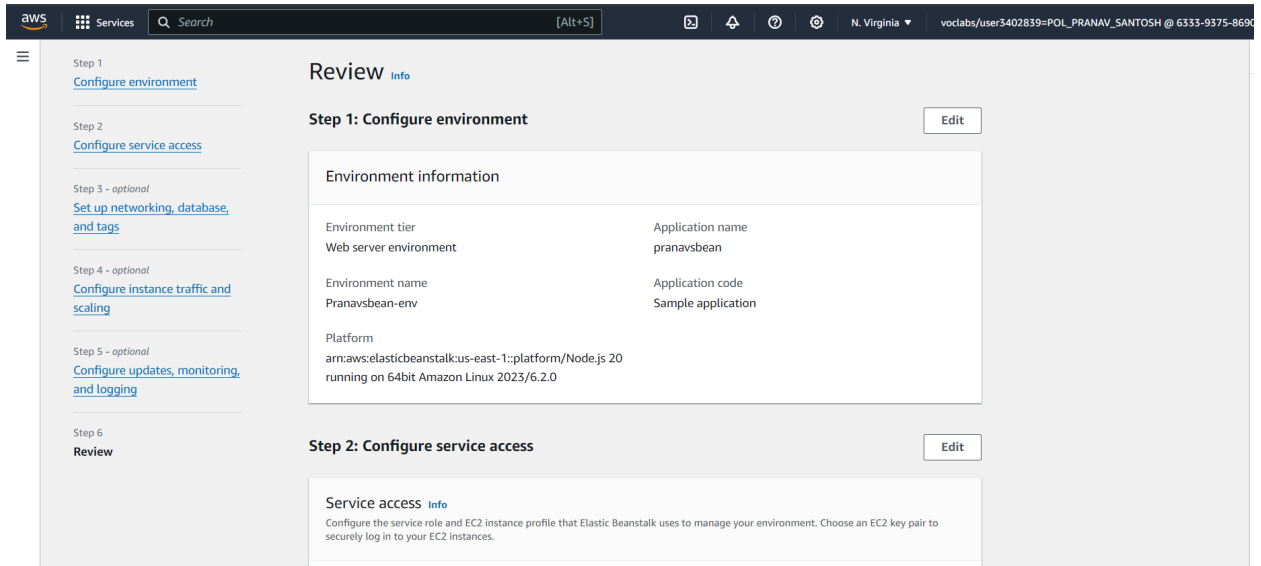 aws
Services
Search
[Alt+S]
N. Virginia
voclabs/user3402839=POL_PRANAV_SANTOSH @ 6333-9375-8690
Step 1
Configure environment
Step 2
Configure service access
Step 3 - optional
Set up networking, database,
and tags
Step 4 - optional
Configure instance traffic and
scaling
Step 5 - optional
Configure updates, monitoring,
and logging
Step 6
Review
Review Info
Step 1: Configure environment
Edit
Environment information
Environment tier
Web server environment
Application name
pranavsbean
Environment name
Pranavsbean-env
Application code
Sample application
Platform
arn:aws:elasticbeanstalk:us-east-1::platform/Node.js 20
running on 64bit Amazon Linux 2023/6.2.0
Step 2: Configure service access
Edit
Service access Info
Configure the service role and EC2 instance profile that Elastic Beanstalk uses to manage your environment. Choose an EC2 key pair to
securely log in to your EC2 instances.